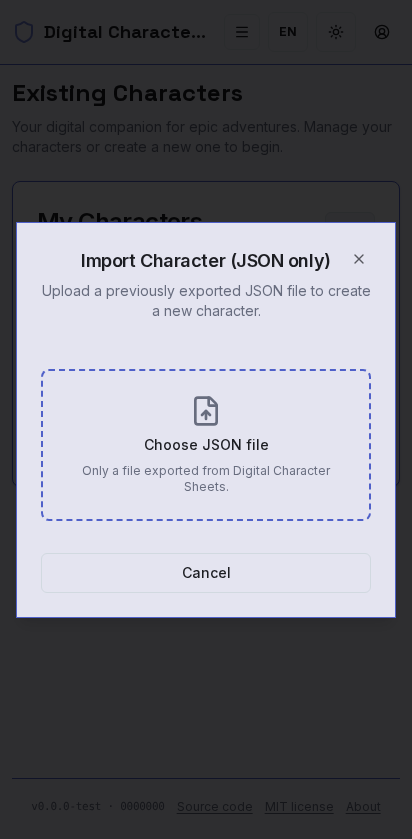 Digital Characte...
EN
Existing Characters
Your digital companion for epic adventures. Manage your
characters or create a new one to begin.
My Characters
Import Character (JSON only)
Upload a previously exported JSON file to create
a new character.
Choose JSON file
Only a file exported from Digital Character
Sheets.
Cancel
v0.0.0-test · 0000000 Source code MIT license About